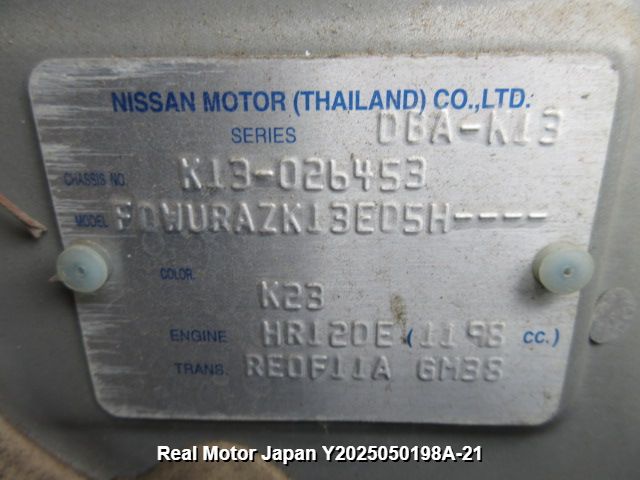 NISSAN MOTOR (THAILAND) CO.,LTD.
SERIES DBA-K13
CHASSIS NO. K13-026453
MODEL FDWURAZK13EDSH----
COLOR.
K23
ENGINE HR12DE (1198 CC.)
TRANS. RE0F11A GM38
Real Motor Japan Y2025050198A-21